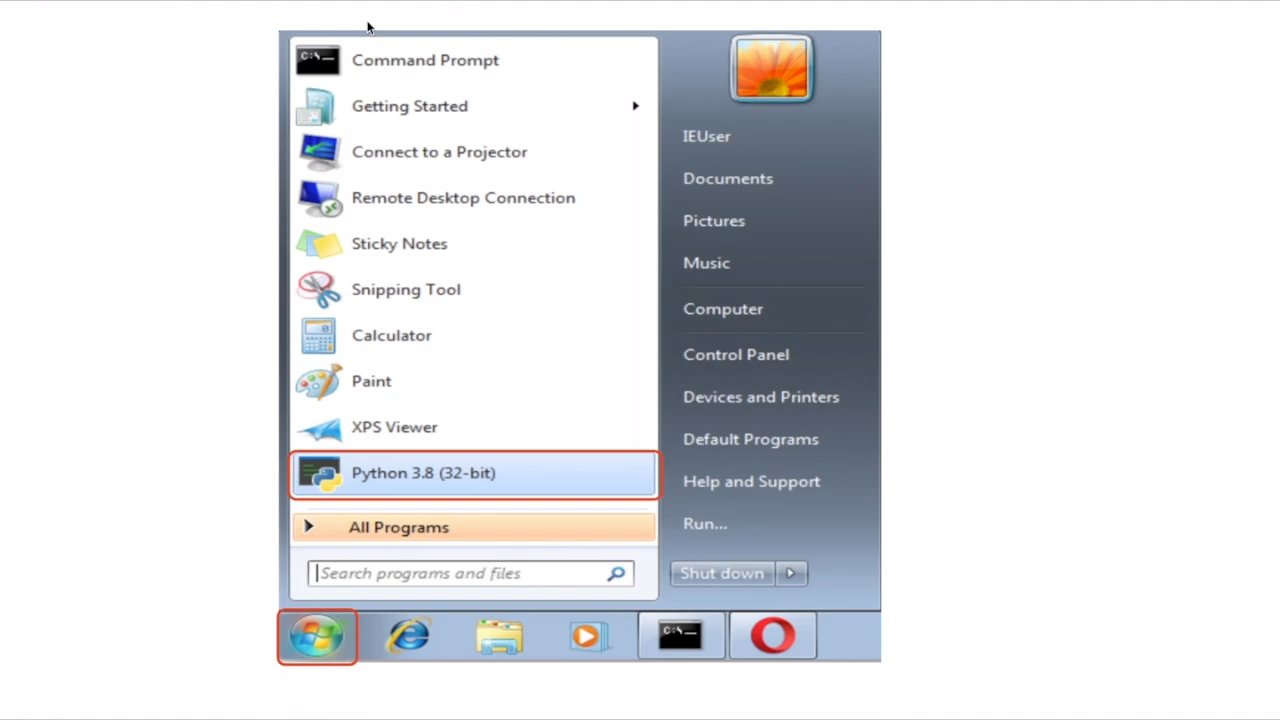 Command Prompt
Getting Started
Connect to a Projector
Remote Desktop Connection
Sticky Notes
Snipping Tool
Calculator
Paint
XPS Viewer
Python 3.8 (32-bit)
All Programs
Search programs and files
IEUser
Documents
Pictures
Music
Computer
Control Panel
Devices and Printers
Default Programs
Help and Support
Run...
Shut down